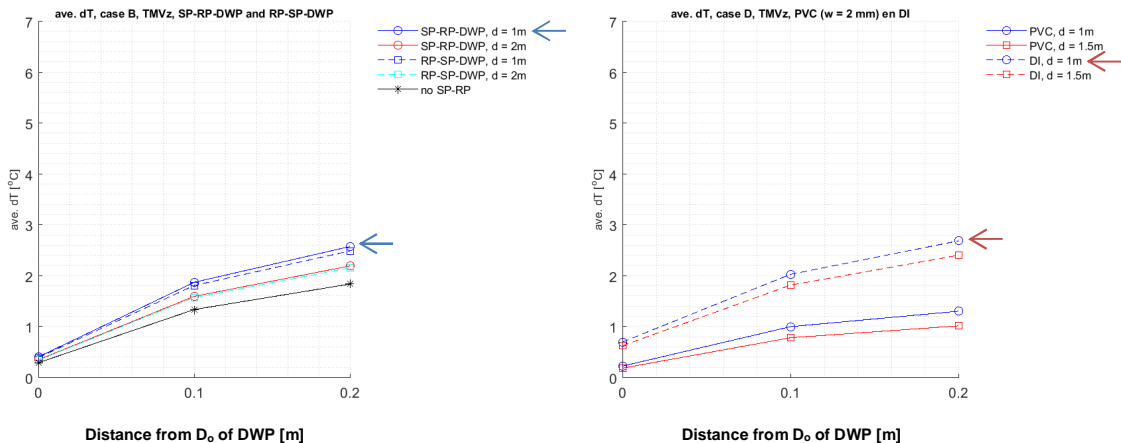 ave. dT, case B, TMVz, SP-RP-DWP and RP-SP-DWP
7
6
5
4
3
2
1
0
ave. dT [°C]
0
0.1
0.2
Distance from Dₒ of DWP [m]
SP-RP-DWP, d = 1m
SP-RP-DWP, d = 2m
RP-SP-DWP, d = 1m
RP-SP-DWP, d = 2m
no SP-RP
ave. dT, case D, TMVz, PVC (w = 2 mm) en DI
7
6
5
4
3
2
1
0
ave. dT [°C]
0
0.1
0.2
Distance from Dₒ of DWP [m]
PVC, d = 1m
PVC, d = 1.5m
DI, d = 1m
DI, d = 1.5m